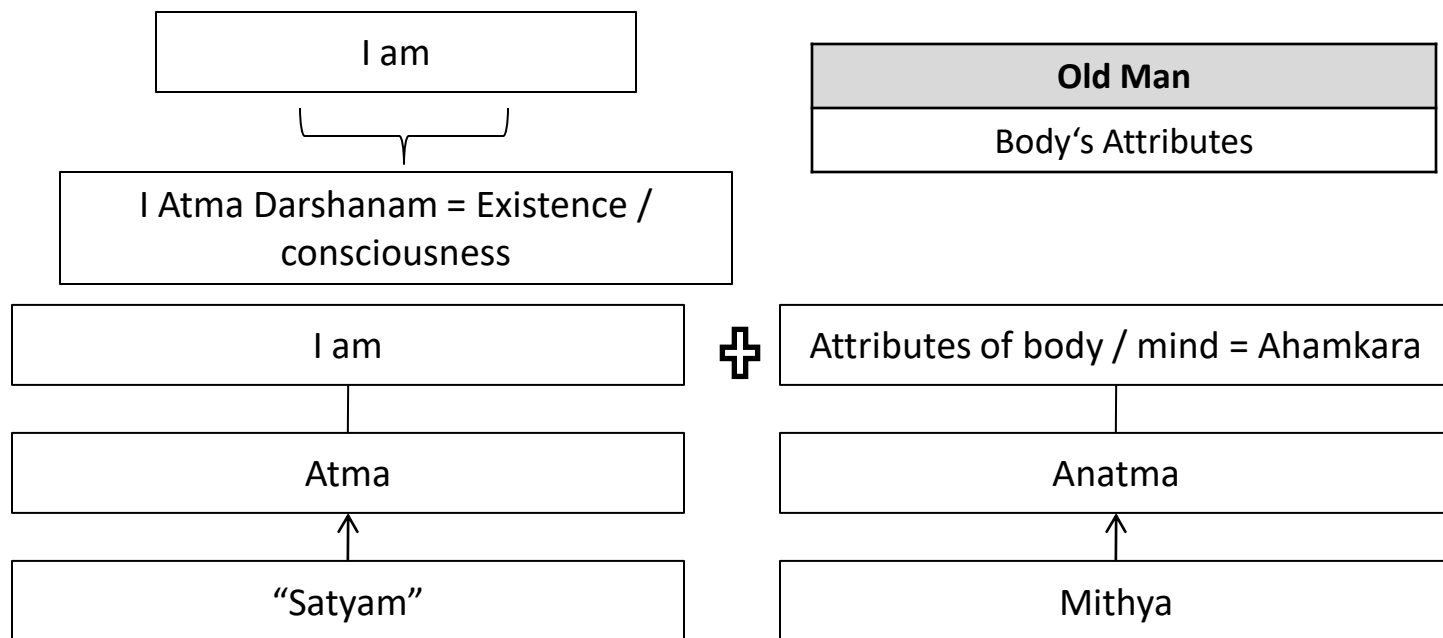 I am
Old Man
Body‘s Attributes
I Atma Darshanam = Existence /
consciousness
I am
Attributes of body / mind = Ahamkara
Atma
Anatma
“Satyam”
Mithya